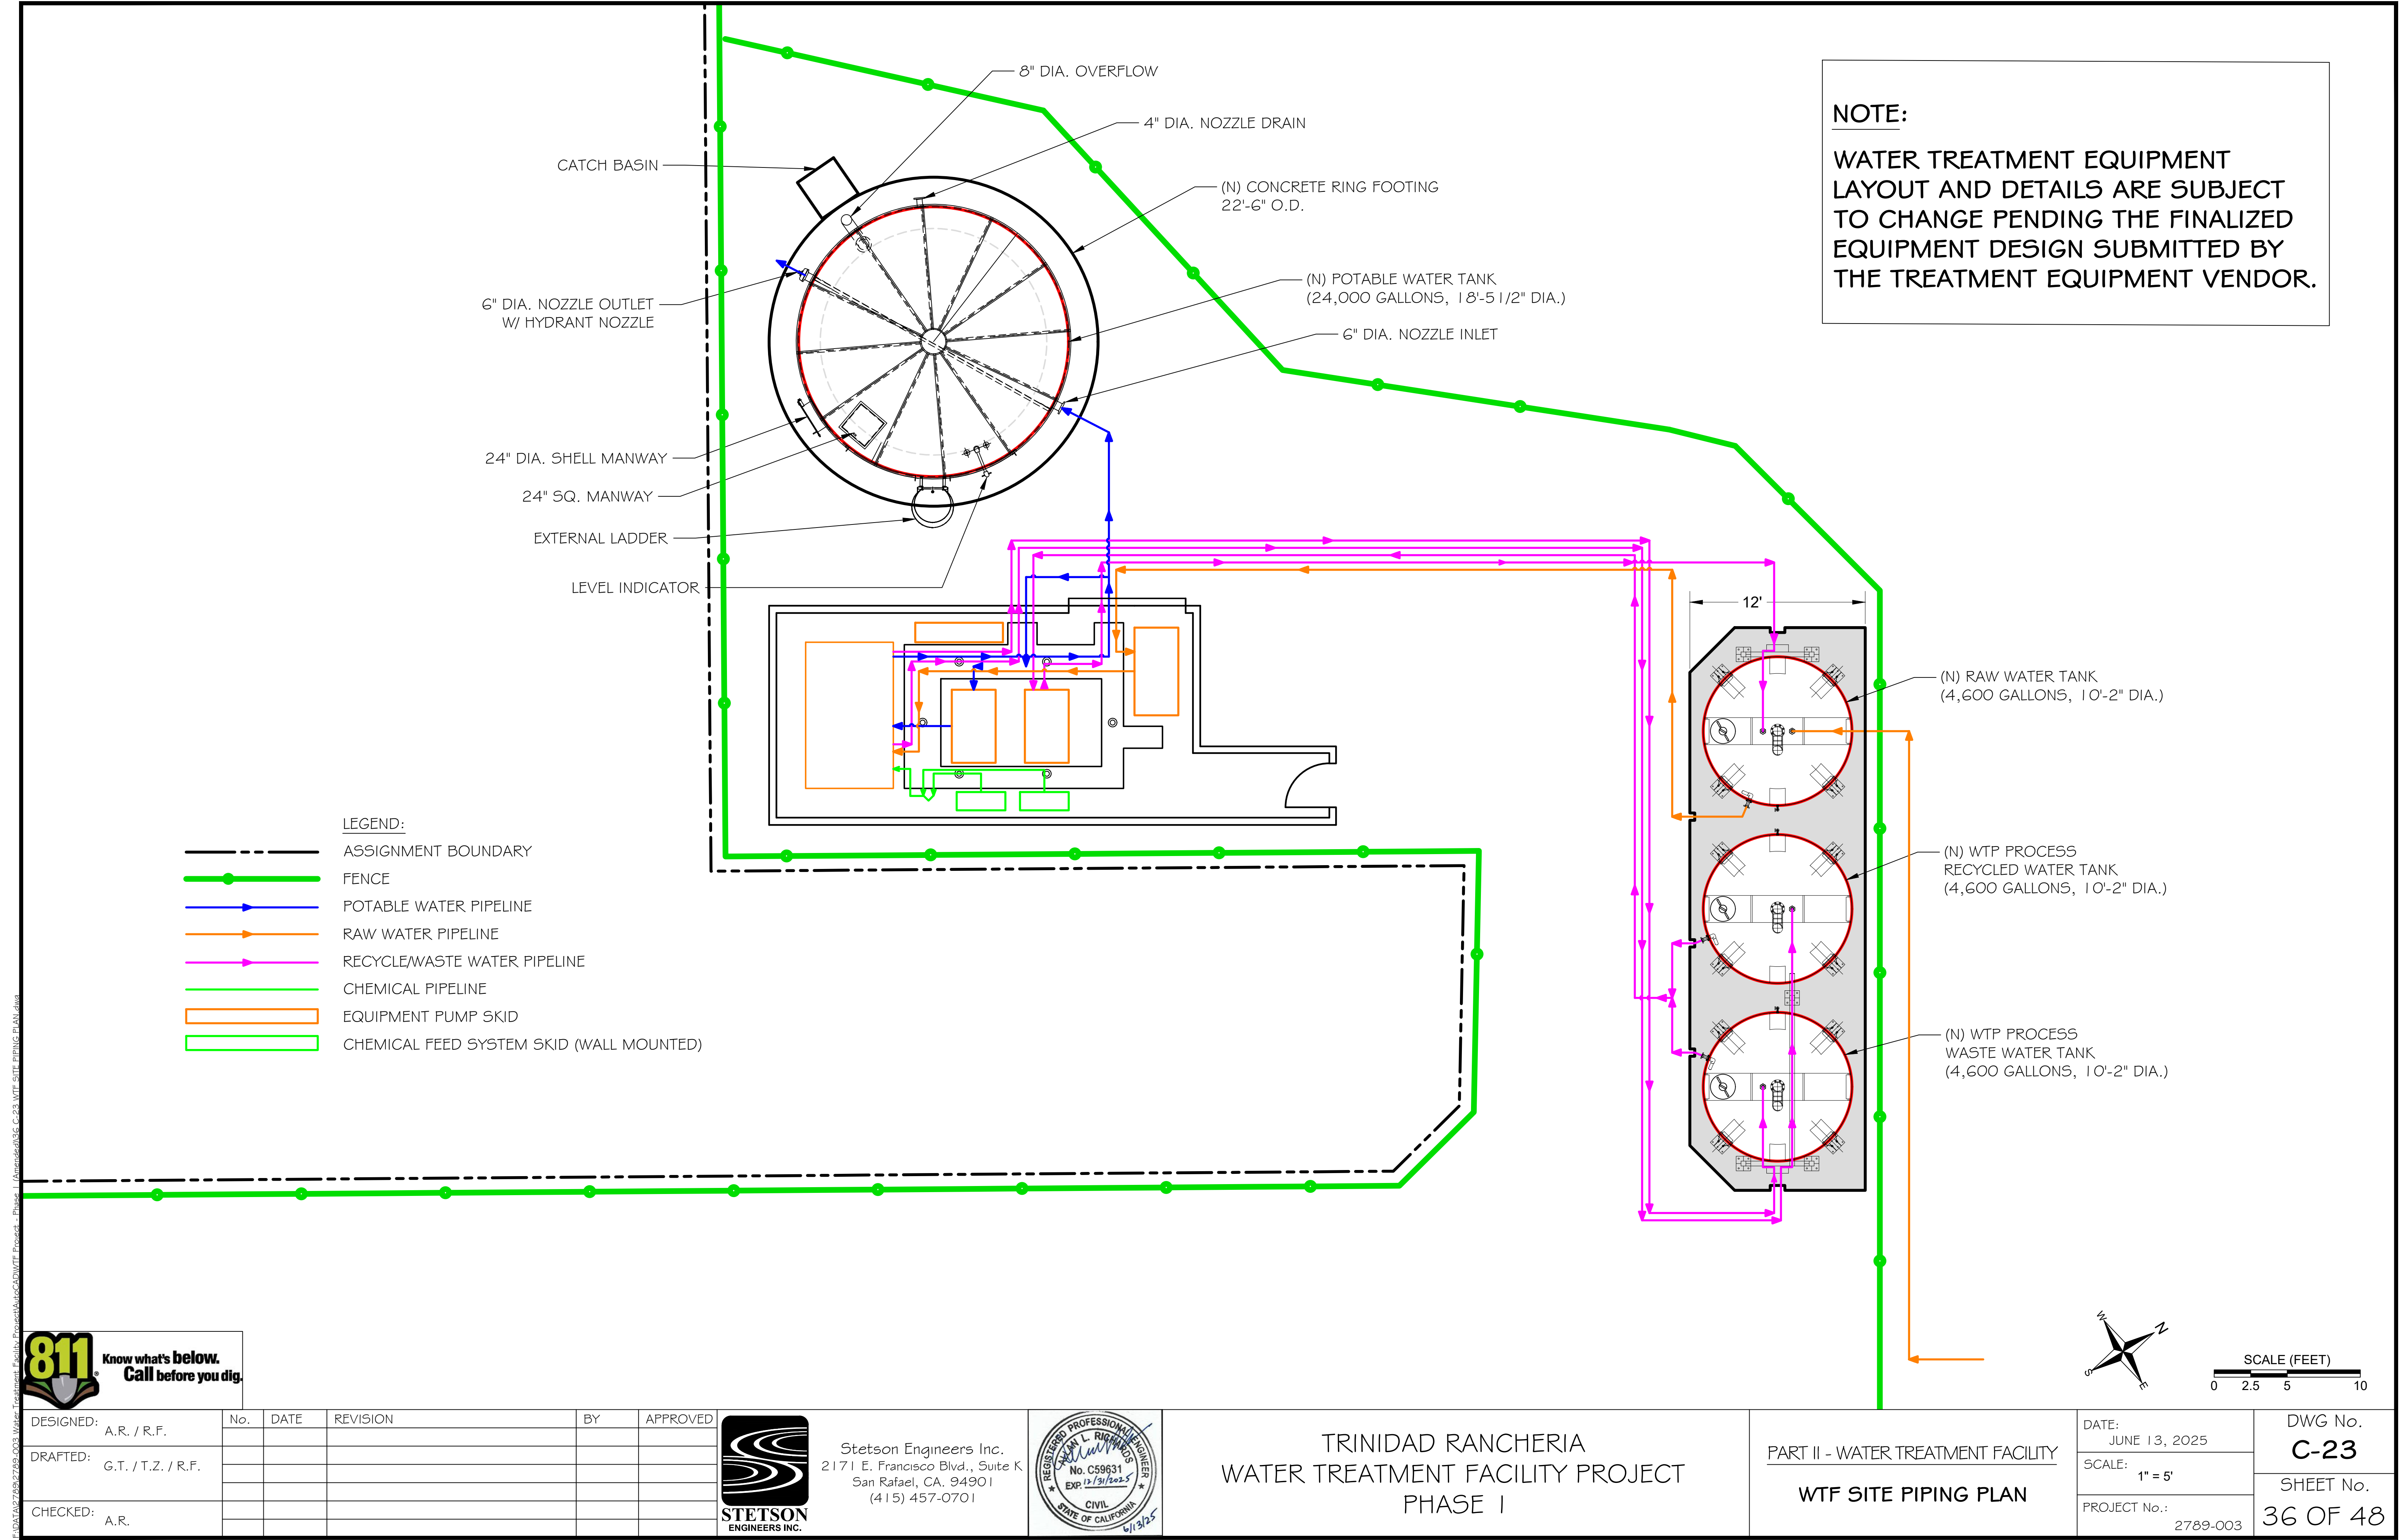 8" DIA. OVERFLOW
4" DIA. NOZZLE DRAIN
CATCH BASIN
(N) CONCRETE RING FOOTING
22'-6" O.D.
(N) POTABLE WATER TANK
(24,000 GALLONS, 18'-5 1/2" DIA.)
6" DIA. NOZZLE OUTLET
W/ HYDRANT NOZZLE
6" DIA. NOZZLE INLET
24" DIA. SHELL MANWAY
24" SQ. MANWAY
EXTERNAL LADDER
LEVEL INDICATOR
NOTE:
WATER TREATMENT EQUIPMENT
LAYOUT AND DETAILS ARE SUBJECT
TO CHANGE PENDING THE FINALIZED
EQUIPMENT DESIGN SUBMITTED BY
THE TREATMENT EQUIPMENT VENDOR.
12'
(N) RAW WATER TANK
(4,600 GALLONS, 10'-2" DIA.)
(N) WTP PROCESS
RECYCLED WATER TANK
(4,600 GALLONS, 10'-2" DIA.)
(N) WTP PROCESS
WASTE WATER TANK
(4,600 GALLONS, 10'-2" DIA.)
LEGEND:
ASSIGNMENT BOUNDARY
FENCE
POTABLE WATER PIPELINE
RAW WATER PIPELINE
RECYCLE/WASTE WATER PIPELINE
CHEMICAL PIPELINE
EQUIPMENT PUMP SKID
CHEMICAL FEED SYSTEM SKID (WALL MOUNTED)
W N
S E
SCALE (FEET)
0 2.5 5 10
811
Know what's below.
Call before you dig.
DESIGNED: A.R. / R.F.
DRAFTED: G.T. / T.Z. / R.F.
CHECKED: A.R.
No. DATE REVISION BY APPROVED
STETSON
ENGINEERS INC.
Stetson Engineers Inc.
2171 E. Francisco Blvd., Suite K
San Rafael, CA. 94901
(415) 457-0701
REGISTERED PROFESSIONAL ENGINEER
No. C59631
EXP. 12/31/2025
CIVIL
STATE OF CALIFORNIA
6/13/25
TRINIDAD RANCHERIA
WATER TREATMENT FACILITY PROJECT
PHASE 1
PART II - WATER TREATMENT FACILITY
WTF SITE PIPING PLAN
DATE:
JUNE 13, 2025
SCALE:
1" = 5'
PROJECT No.:
2789-003
DWG No.
C-23
SHEET No.
36 OF 48